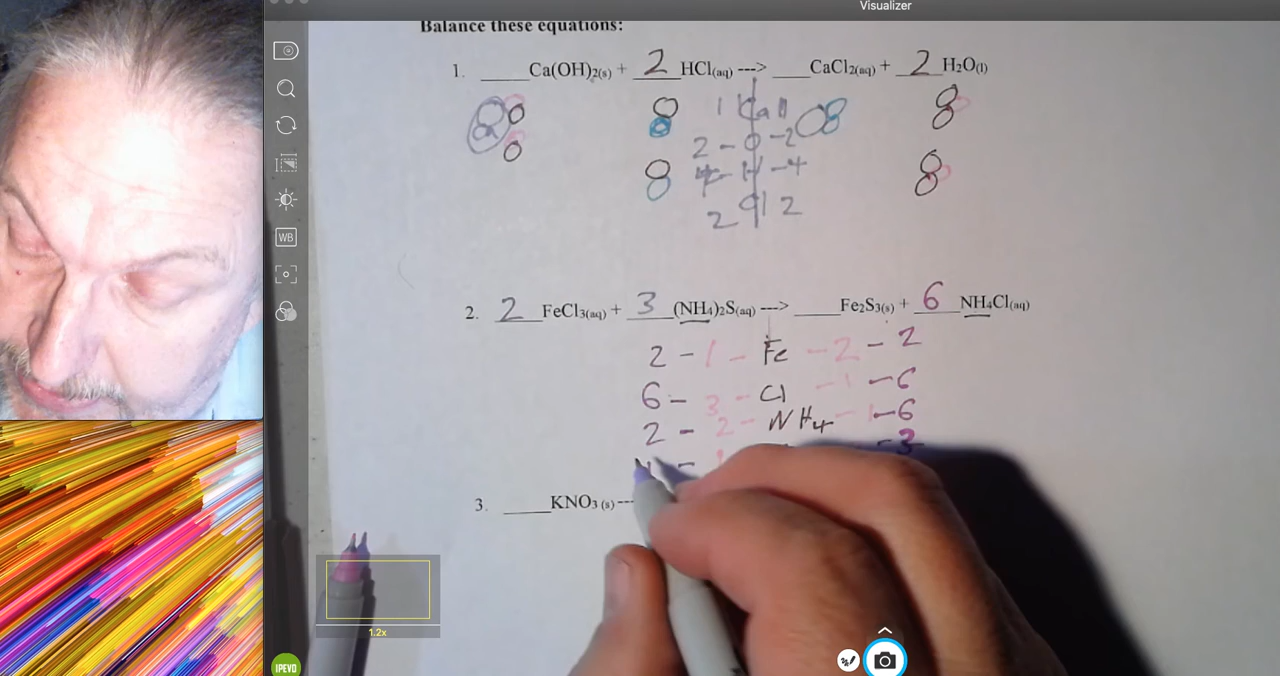 Visualizer
Balance these equations:
1. ____Ca(OH)2(s) + 2 HCl(aq) ---> ____CaCl2(aq) + 2 H2O(l)
1 Ca 1
2 - O - 2
4 - H - 4
2 Cl 2
2. 2 FeCl3(aq) + 3 (NH4)2S(aq) ---> ____Fe2S3(s) + 6 NH4Cl(aq)
2 - 1 - Fe - 2 - 2
6 - 3 - Cl - 1 - 6
2 - 2 - NH4 - 1 - 6
- 3
3. ____KNO3 (s) ---
WB
1.2x
IPEVO